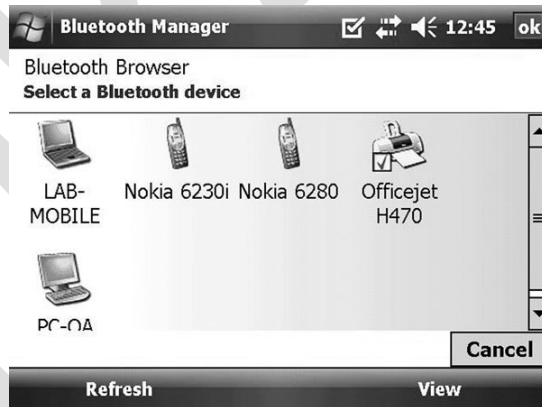 Bluetooth Manager 12:45 ok
Bluetooth Browser
Select a Bluetooth device
LAB-MOBILE Nokia 6230i Nokia 6280 Officejet H470
PC-QA
Cancel
Refresh View